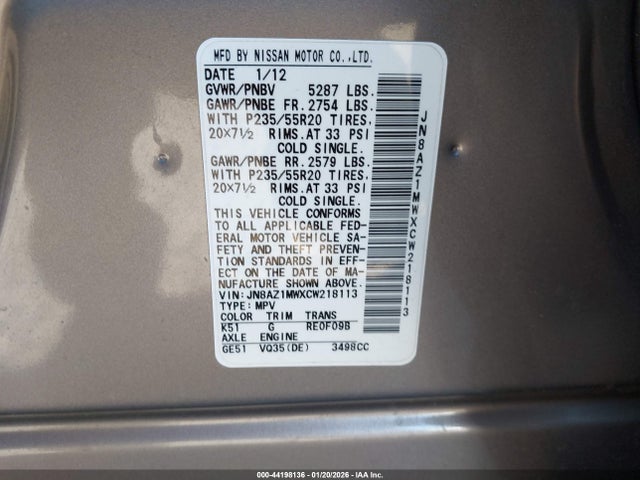 MFD BY NISSAN MOTOR CO.,LTD.
DATE 1/12
GVWR/PNBV 5287 LBS.
GAWR/PNBE FR. 2754 LBS.
WITH P235/55R20 TIRES.
20×7½ RIMS.AT 33 PSI
COLD SINGLE.
GAWR/PNBE RR. 2579 LBS.
WITH P235/55R20 TIRES.
20×7½ RIMS.AT 33 PSI
COLD SINGLE.
THIS VEHICLE CONFORMS
TO ALL APPLICABLE FED-
ERAL MOTOR VEHICLE SA-
FETY AND THEFT PREVEN-
TION STANDARDS IN EFF-
ECT ON THE DATE OF MA-
NUFACTURE SHOWN ABOVE.
VIN: JN8AZ1MWXCW218113
TYPE: MPV
COLOR TRIM TRANS
K51 G RE0F09B
AXLE ENGINE
GE51 VQ35(DE) 3498CC
JN8AZ1MWXCW218113
000-44198136 - 01/20/2026 - IAA Inc.